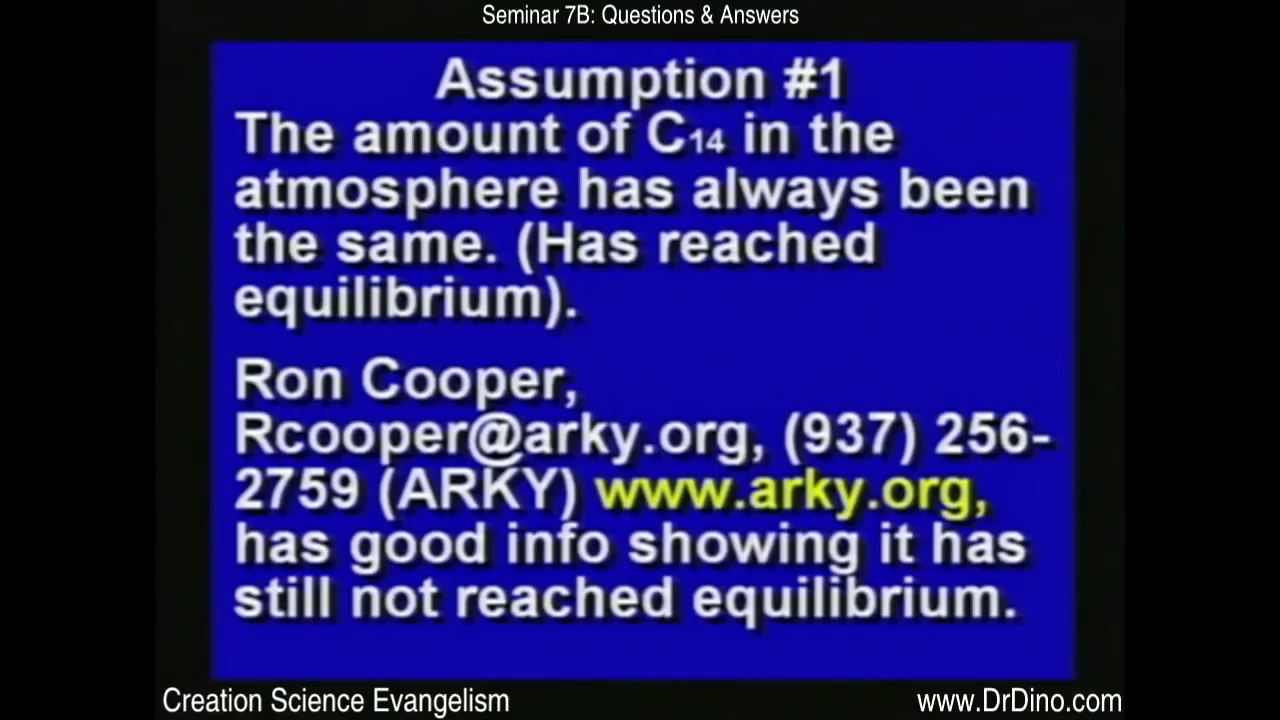 Seminar 7B: Questions & Answers
Assumption #1
The amount of C14 in the
atmosphere has always been
the same. (Has reached
equilibrium).
Ron Cooper,
Rcooper@arky.org, (937) 256-
2759 (ARKY) www.arky.org,
has good info showing it has
still not reached equilibrium.
Creation Science Evangelism
www.DrDino.com